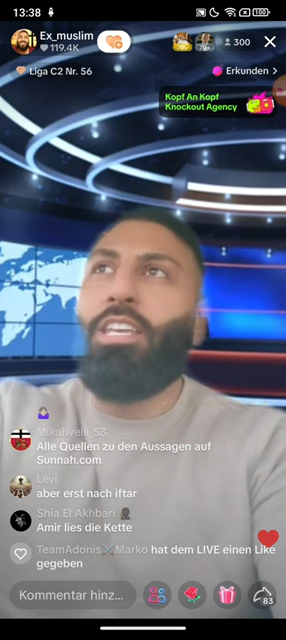 13:38
100
Ex_muslim
119.4K
300
Liga C2 Nr. 56
Erkunden >
Kopf An Kopf
Knockout Agency
Mikahvelli_53
Alle Quellen zu den Aussagen auf
Sunnah.com
Levi
aber erst nach iftar
Shia El Akhbari
Amir lies die Kette
TeamAdonis⚔Marko hat dem LIVE einen Like
gegeben
Kommentar hinz...
83